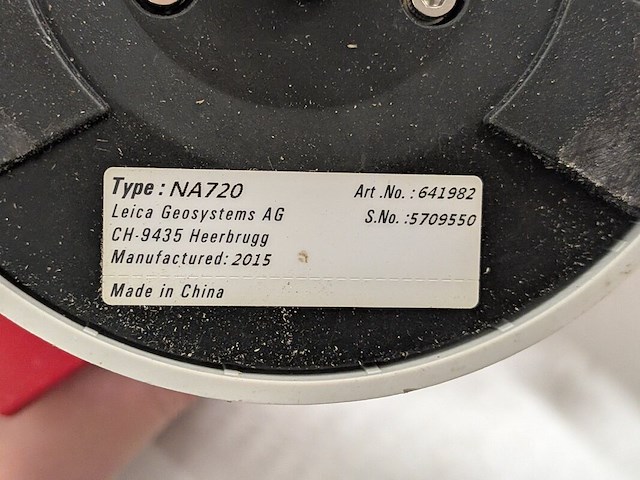 Type : NA720
Art .No. : 641982
Leica Geosystems AG
S.No. :5709550
CH-9435 Heerbrugg
Manufactured: 2015
Made in China